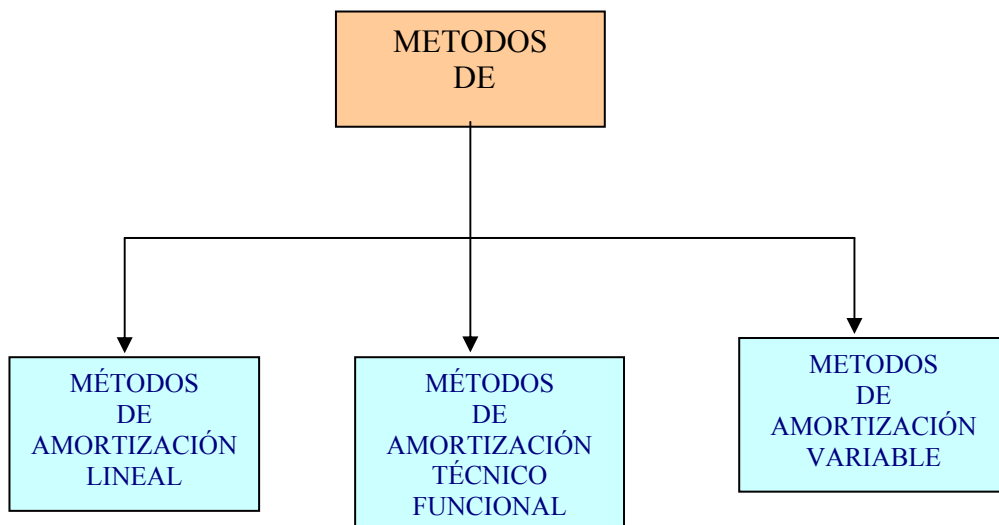 METODOS
DE
MÉTODOS
DE
AMORTIZACIÓN
LINEAL
MÉTODOS
DE
AMORTIZACIÓN
TÉCNICO
FUNCIONAL
METODOS
DE
AMORTIZACIÓN
VARIABLE